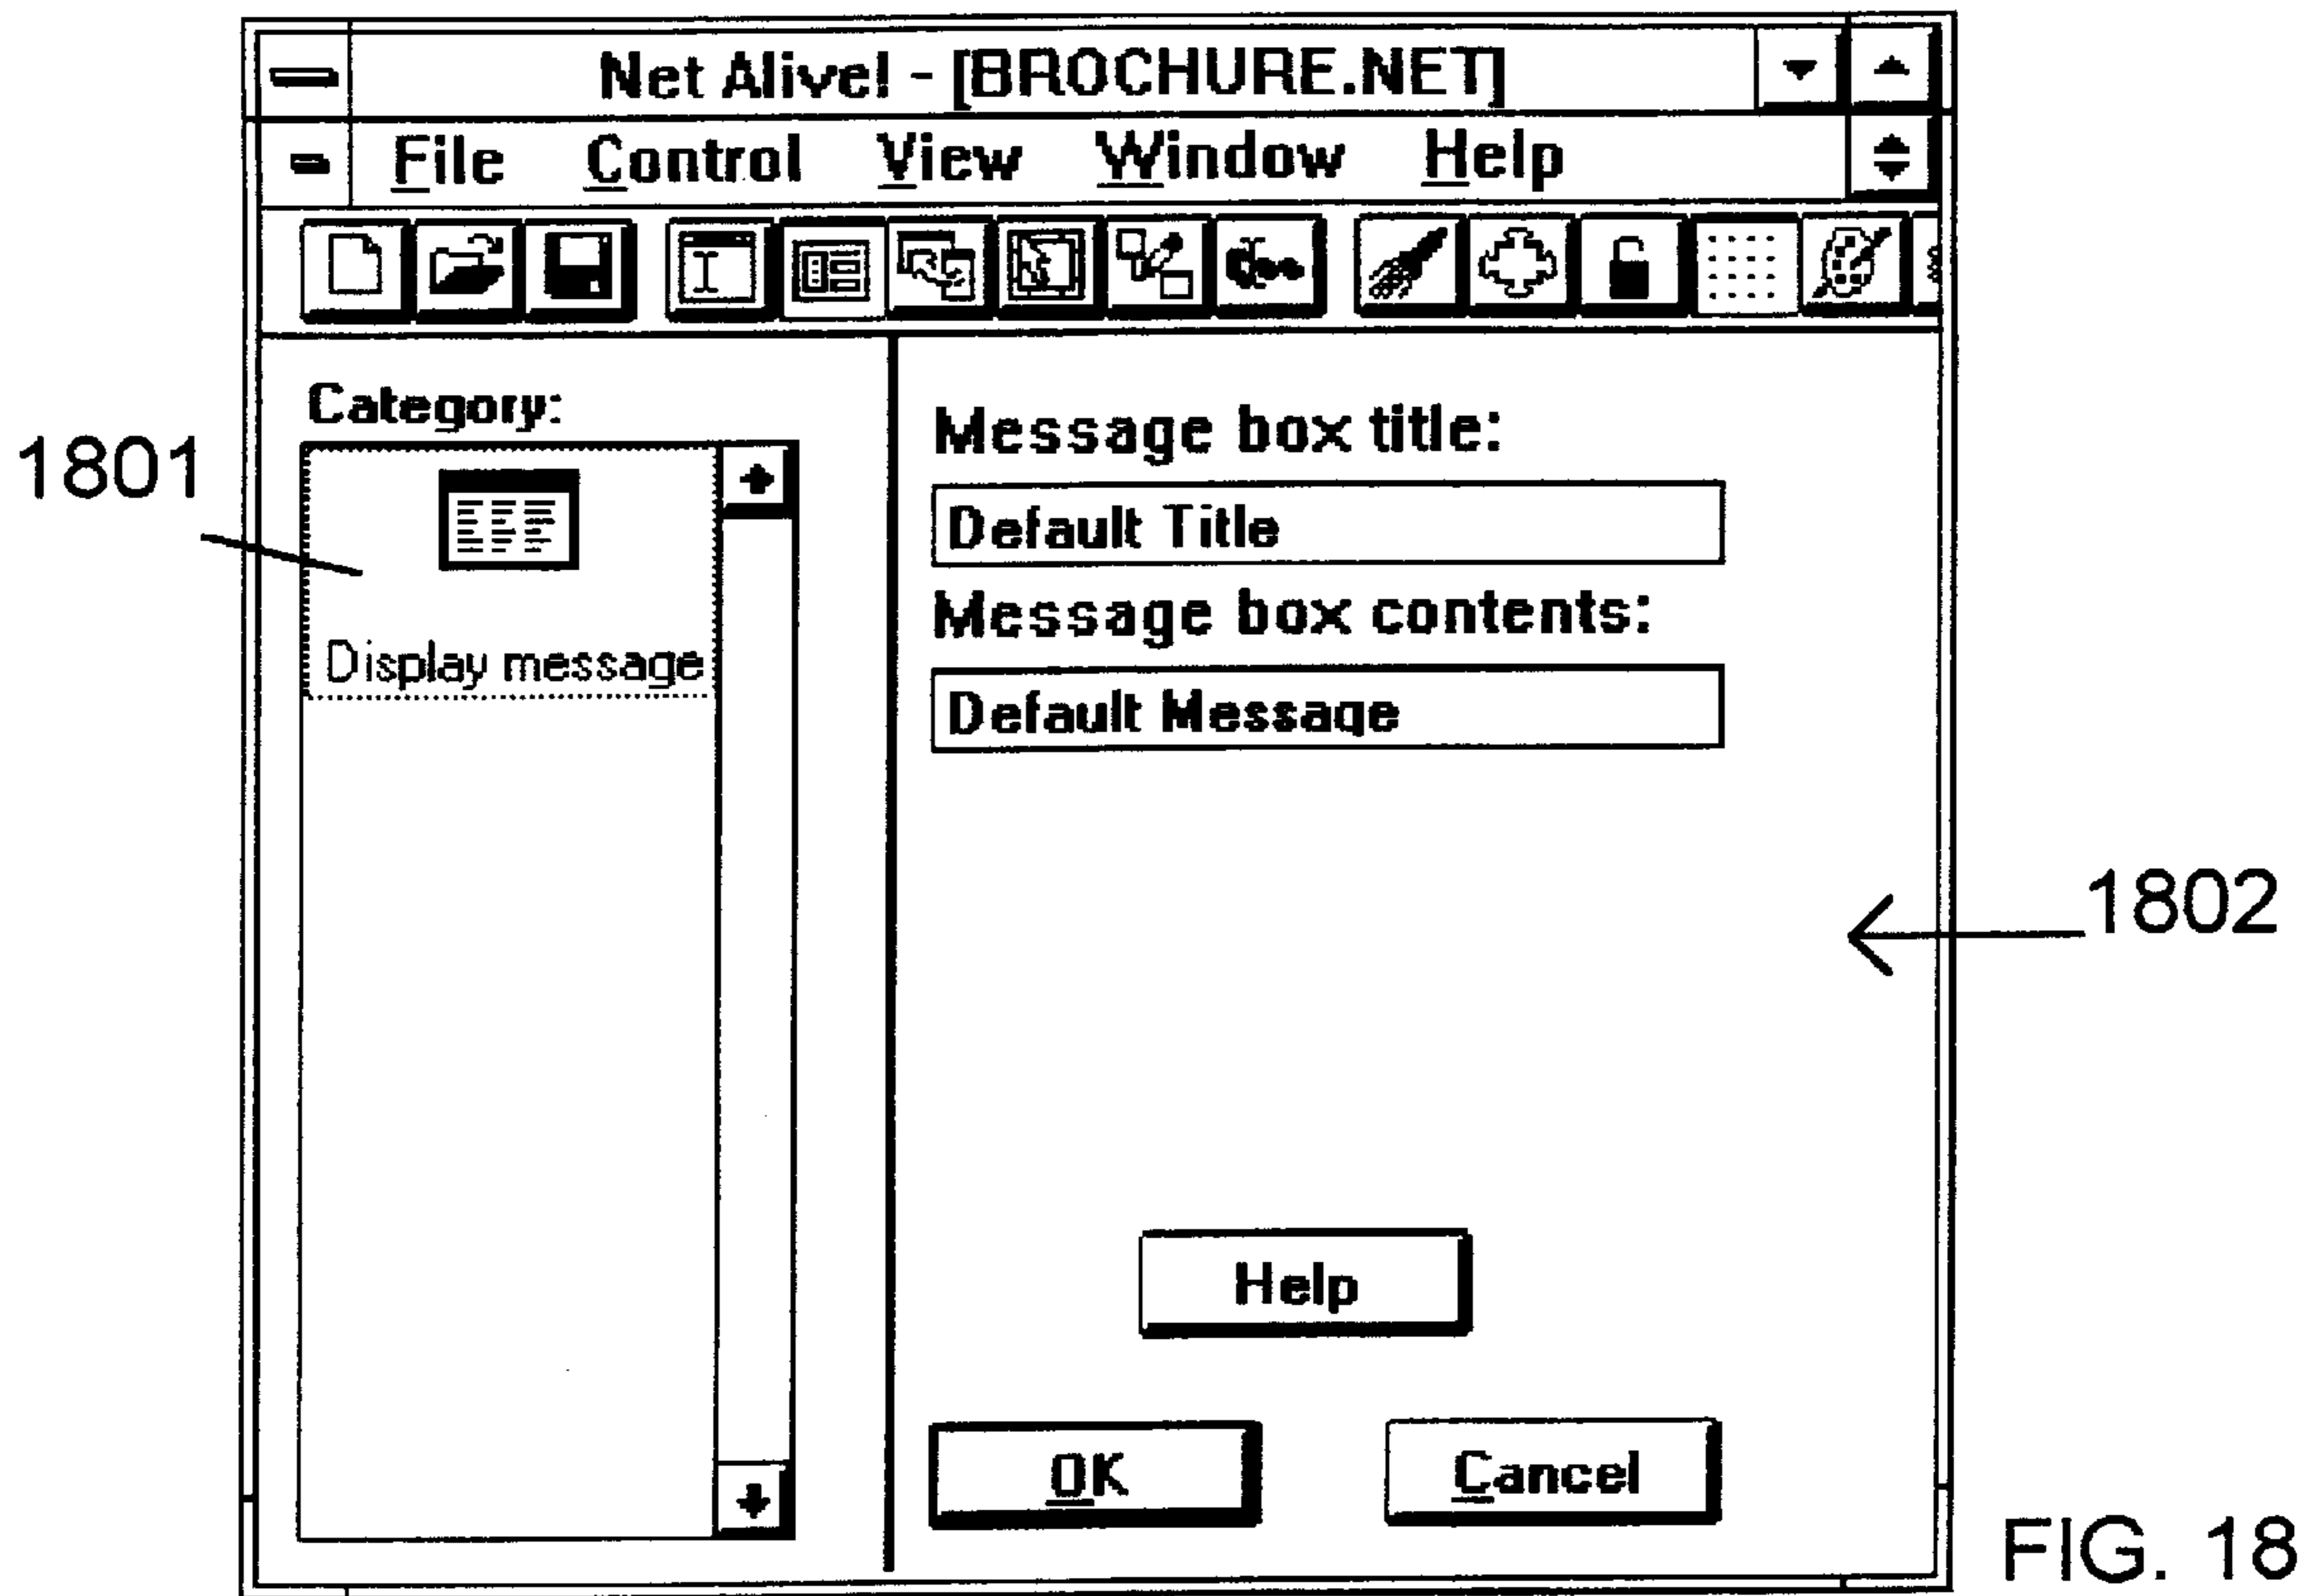 Net Alive! - [BROCHURE.NET]
File Control View Window Help
Category:
1801
Display message
Message box title:
Default Title
Message box contents:
Default Message
1802
Help
OK Cancel
FIG. 18